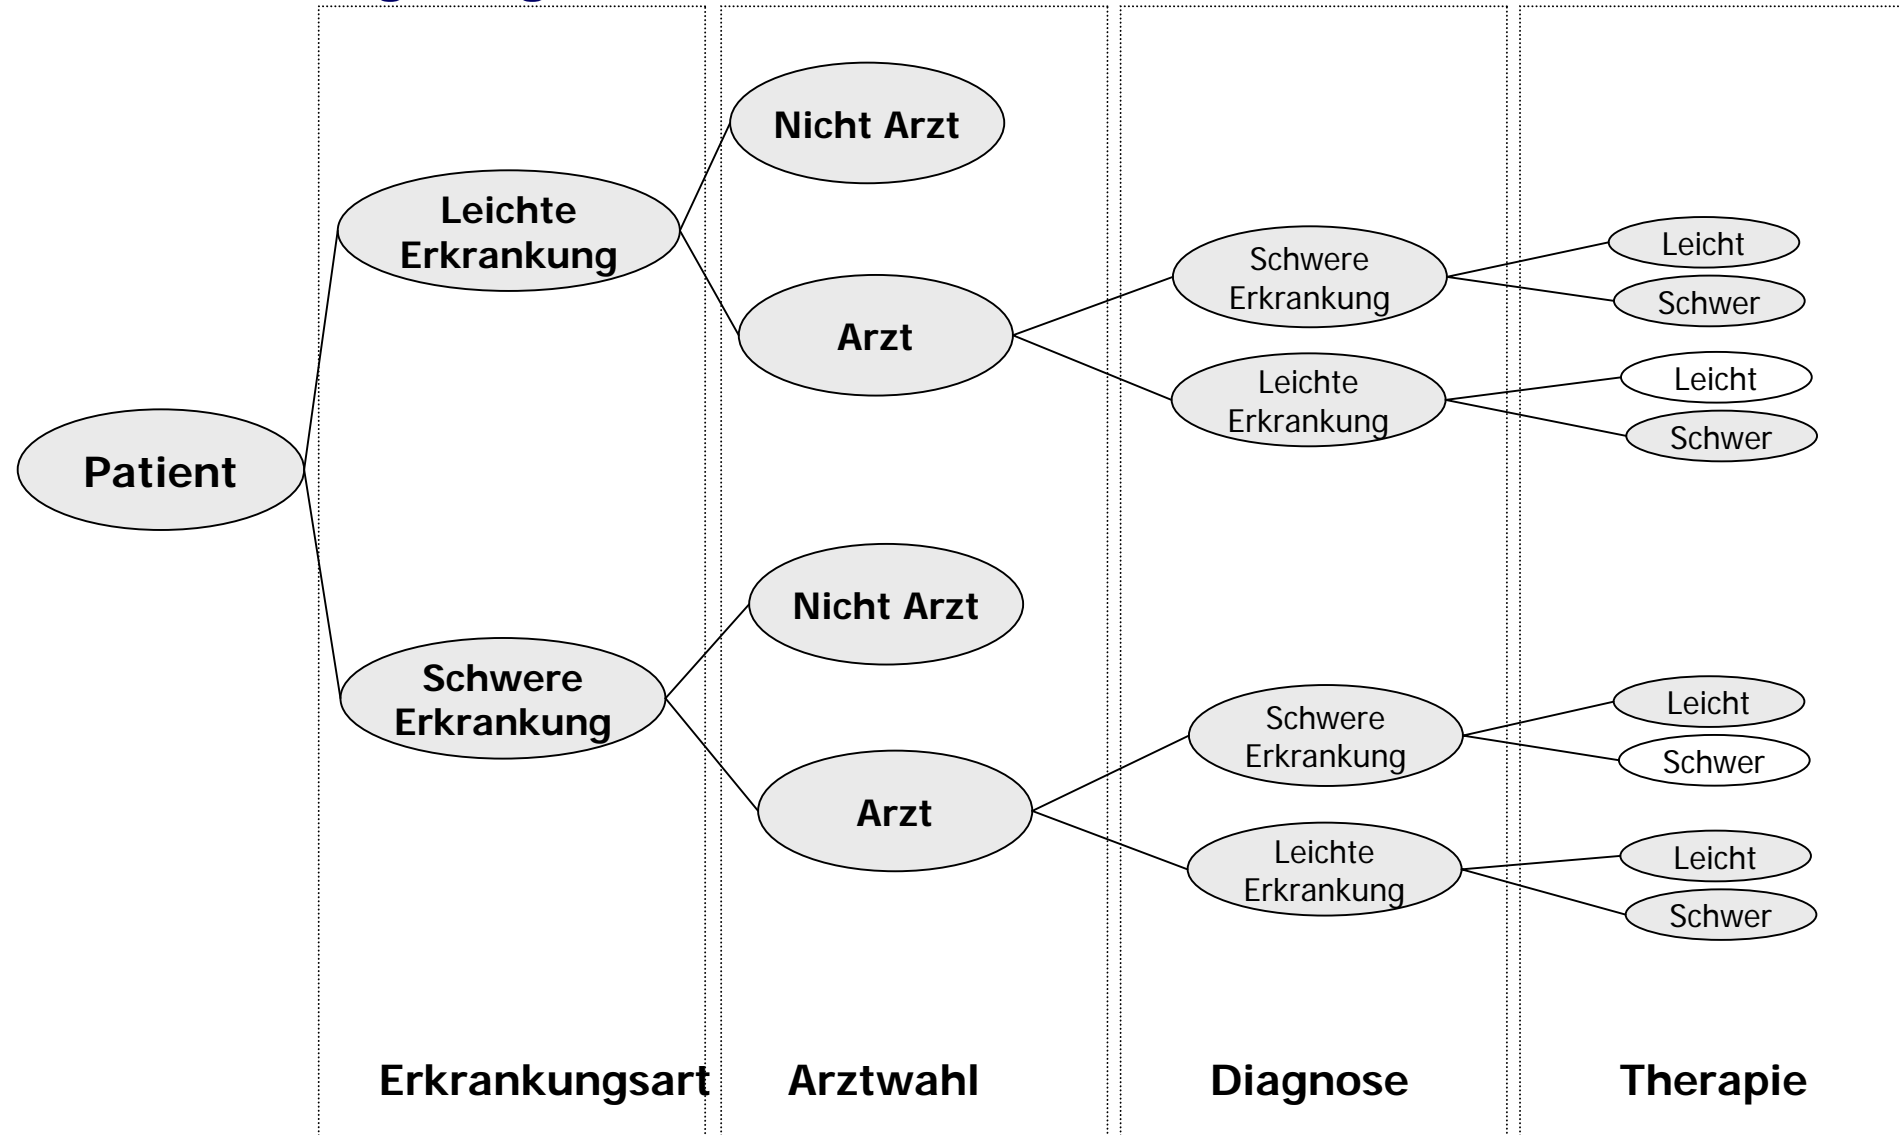 Nicht Arzt
Leichte
Erkrankung
Schwere
Erkrankung
Leicht
Schwer
Arzt
Leichte
Erkrankung
Leicht
Schwer
Patient
Nicht Arzt
Schwere
Erkrankung
Schwere
Erkrankung
Leicht
Schwer
Arzt
Leichte
Erkrankung
Leicht
Schwer
Erkrankungsart
Arztwahl
Diagnose
Therapie